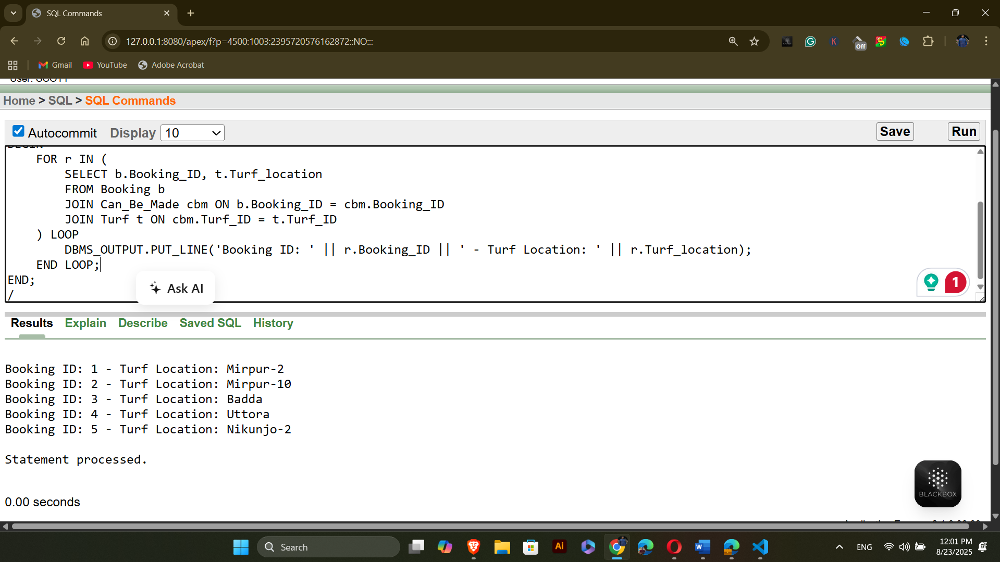 SQL Commands
127.0.0.1:8080/apex/f?p=4500:1003:2395720576162872::NO:::
K
Off
S
Gmail
YouTube
Adobe Acrobat
User: SCOTT
Home > SQL > SQL Commands
Autocommit
Display
10
Save
Run
BEGIN
FOR r IN (
SELECT b.Booking_ID, t.Turf_location
FROM Booking b
JOIN Can_Be_Made cbm ON b.Booking_ID = cbm.Booking_ID
JOIN Turf t ON cbm.Turf_ID = t.Turf_ID
) LOOP
DBMS_OUTPUT.PUT_LINE('Booking ID: ' || r.Booking_ID || ' - Turf Location: ' || r.Turf_location);
END LOOP;
END;
/
Ask AI
1
Results
Explain
Describe
Saved SQL
History
Booking ID: 1 - Turf Location: Mirpur-2
Booking ID: 2 - Turf Location: Mirpur-10
Booking ID: 3 - Turf Location: Badda
Booking ID: 4 - Turf Location: Uttora
Booking ID: 5 - Turf Location: Nikunjo-2
Statement processed.
BLACKBOX
0.00 seconds
Search
Ai
W
ENG
12:01 PM
8/23/2025